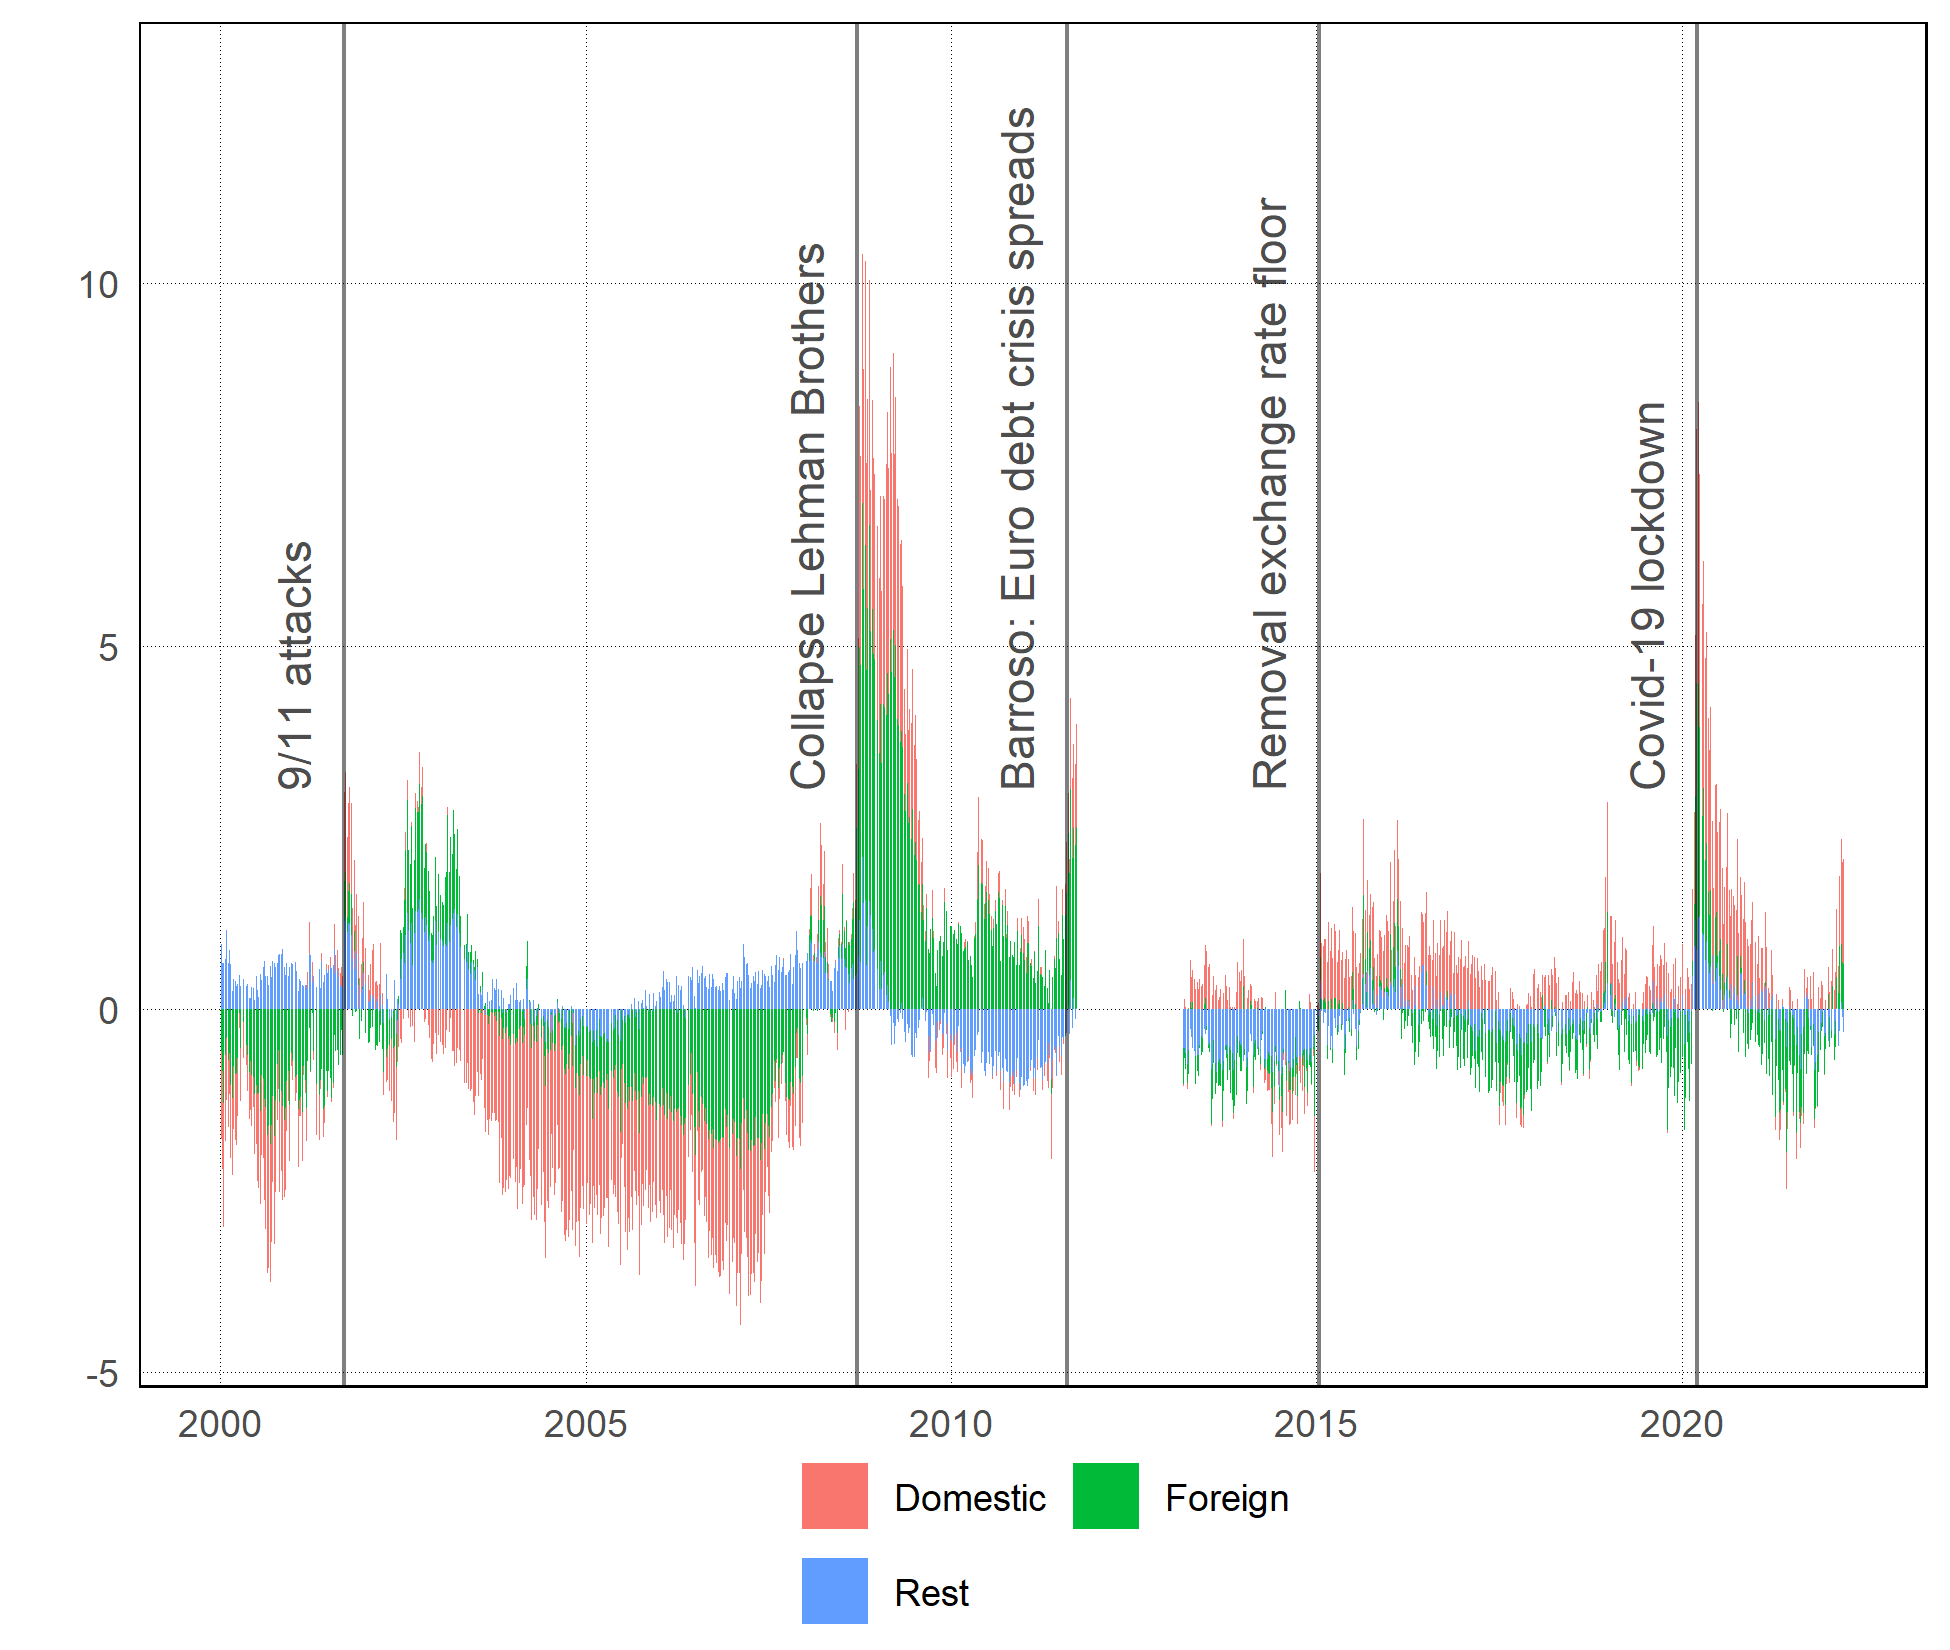 9/11 attacks
Collapse Lehman Brothers
Barroso: Euro debt crisis spreads
Removal exchange rate floor
Covid-19 lockdown
10
5
0
-5
2000 2005 2010 2015 2020
Domestic Foreign
Rest